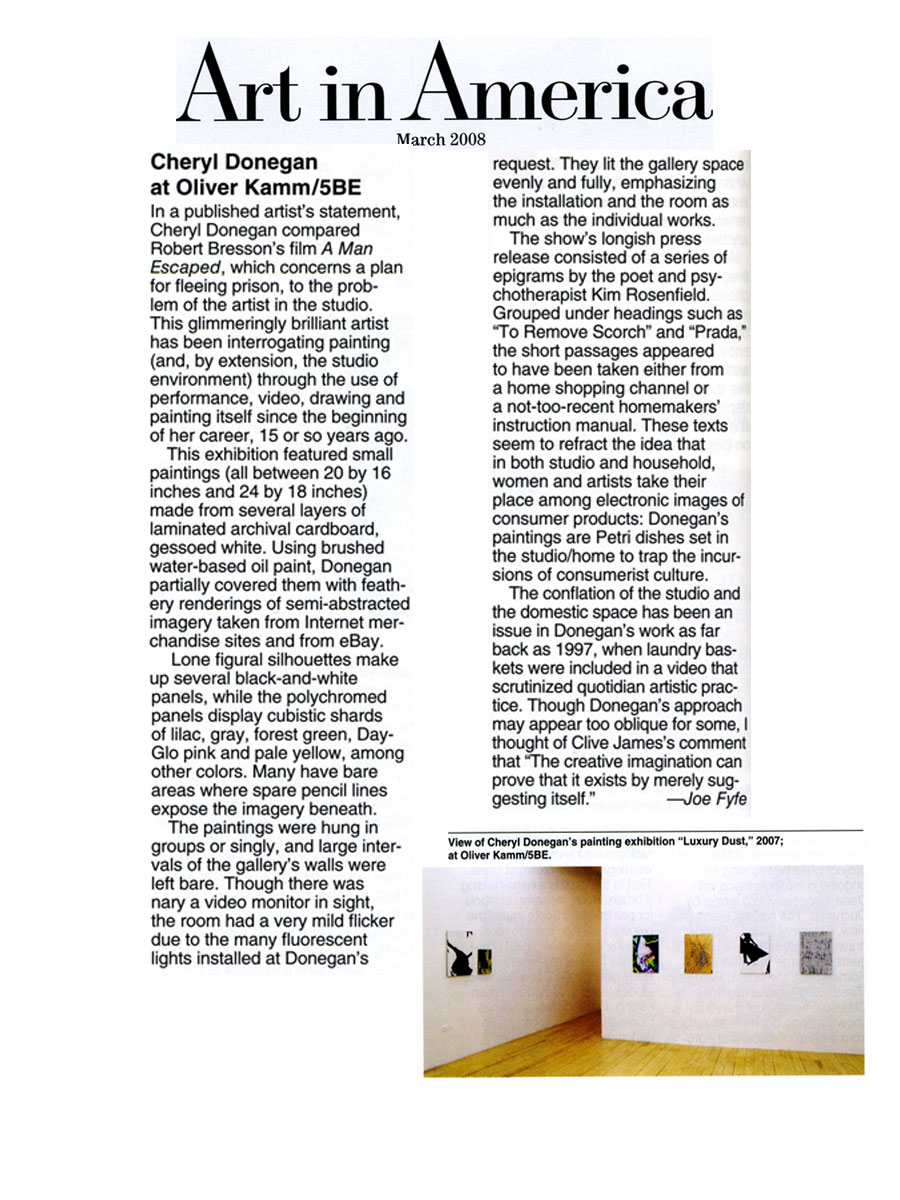 Art in America
March 2008
Cheryl Donegan
at Oliver Kamm/5BE
In a published artist's statement,
Cheryl Donegan compared
Robert Bresson's film A Man
Escaped, which concerns a plan
for fleeing prison, to the prob-
lem of the artist in the studio.
This glimmeringly brilliant artist
has been interrogating painting
(and, by extension, the studio
environment) through the use of
performance, video, drawing and
painting itself since the beginning
of her career, 15 or so years ago.
This exhibition featured small
paintings (all between 20 by 16
inches and 24 by 18 inches)
made from several layers of
laminated archival cardboard,
gessoed white. Using brushed
water-based oil paint, Donegan
partially covered them with feath-
ery renderings of semi-abstracted
imagery taken from Internet mer-
chandise sites and from eBay.
Lone figural silhouettes make
up several black-and-white
panels, while the polychromed
panels display cubistic shards
of lilac, gray, forest green, Day-
Glo pink and pale yellow, among
other colors. Many have bare
areas where spare pencil lines
expose the imagery beneath.
The paintings were hung in
groups or singly, and large inter-
vals of the gallery's walls were
left bare. Though there was
nary a video monitor in sight,
the room had a very mild flicker
due to the many fluorescent
lights installed at Donegan's
request. They lit the gallery space
evenly and fully, emphasizing
the installation and the room as
much as the individual works.
The show's longish press
release consisted of a series of
epigrams by the poet and psy-
chotherapist Kim Rosenfield.
Grouped under headings such as
"To Remove Scorch" and "Prada,"
the short passages appeared
to have been taken either from
a home shopping channel or
a not-too-recent homemakers'
instruction manual. These texts
seem to refract the idea that
in both studio and household,
women and artists take their
place among electronic images of
consumer products: Donegan's
paintings are Petri dishes set in
the studio/home to trap the incur-
sions of consumerist culture.
The conflation of the studio and
the domestic space has been an
issue in Donegan's work as far
back as 1997, when laundry bas-
kets were included in a video that
scrutinized quotidian artistic prac-
tice. Though Donegan's approach
may appear too oblique for some, I
thought of Clive James's comment
that "The creative imagination can
prove that it exists by merely sug-
gesting itself." —Joe Fyfe
View of Cheryl Donegan's painting exhibition "Luxury Dust," 2007;
at Oliver Kamm/5BE.